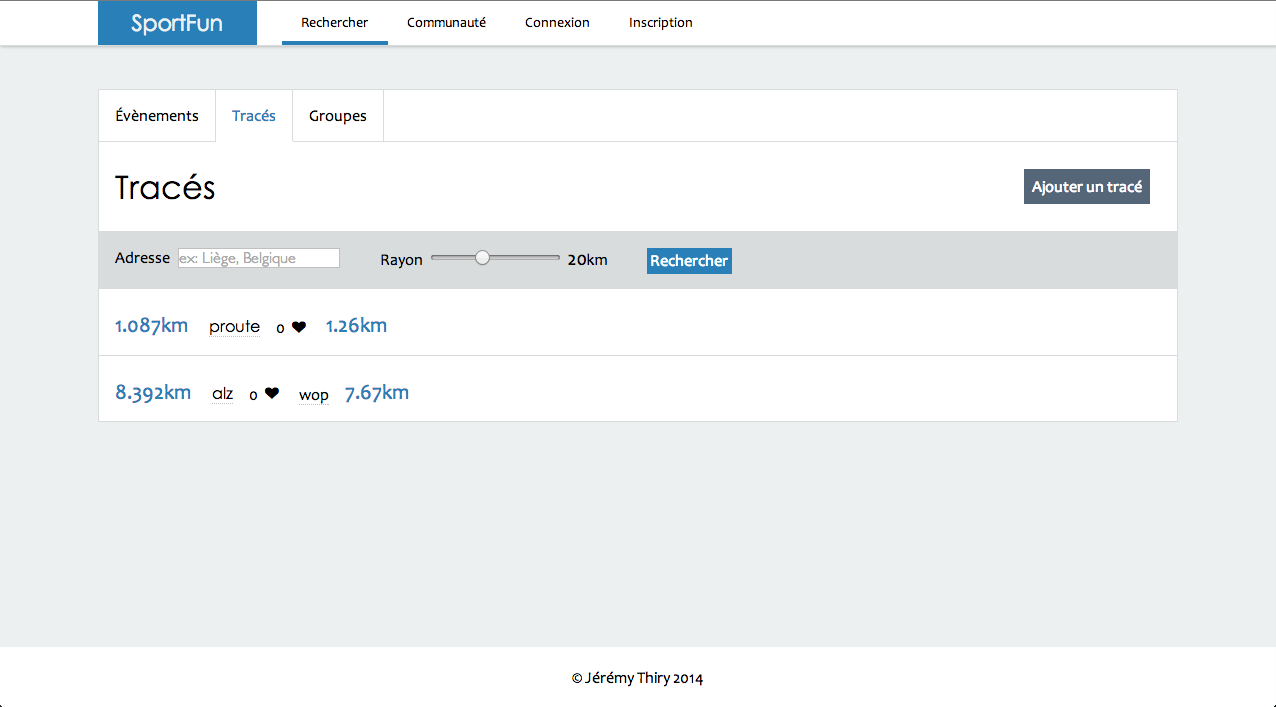 SportFun Rechercher Communauté Connexion Inscription
Évènements Tracés Groupes
Tracés Ajouter un tracé
Adresse ex: Liège, Belgique Rayon 20km Rechercher
1.087km proute 0 ♥ 1.26km
8.392km alz 0 ♥ wop 7.67km
© Jérémy Thiry 2014